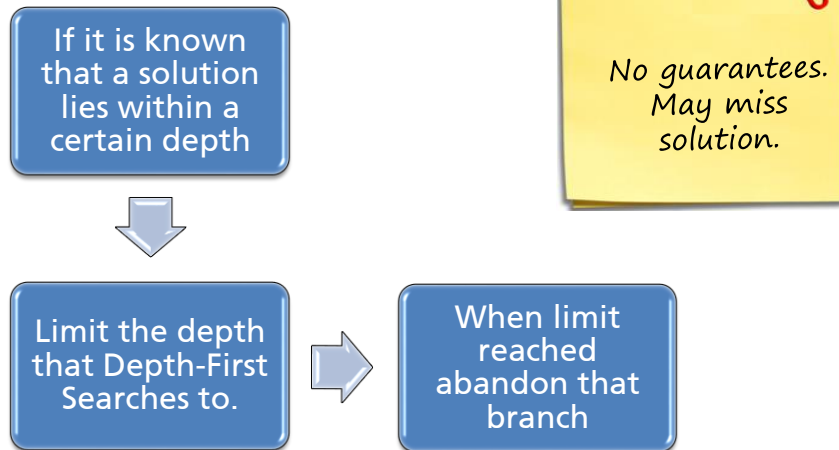 If it is known
that a solution
lies within a
certain depth
No guarantees.
May miss
solution.
Limit the depth
that Depth-First
Searches to.
When limit
reached
abandon that
branch